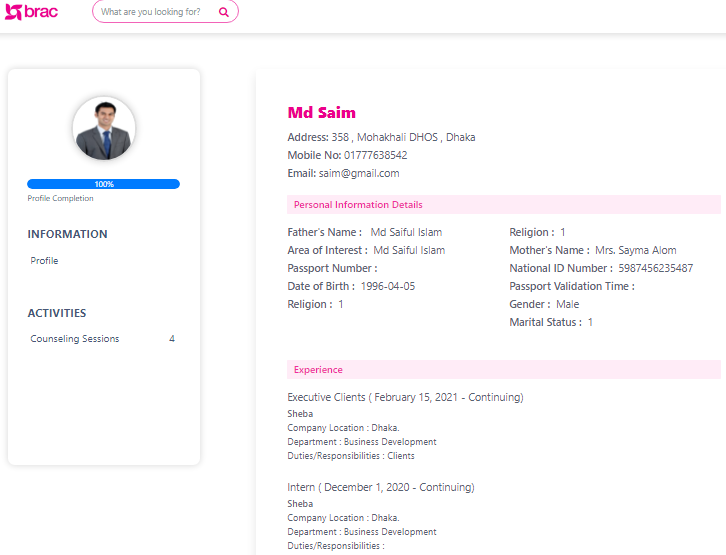 brac
What are you looking for?
100%
Profile Completion
INFORMATION
Profile
ACTIVITIES
Counseling Sessions 4
Md Saim
Address: 358 , Mohakhali DHOS , Dhaka
Mobile No: 01777638542
Email: saim@gmail.com
Personal Information Details
Father's Name : Md Saiful Islam
Area of Interest : Md Saiful Islam
Passport Number :
Date of Birth : 1996-04-05
Religion : 1
Religion : 1
Mother's Name : Mrs. Sayma Alom
National ID Number : 5987456235487
Passport Validation Time :
Gender : Male
Marital Status : 1
Experience
Executive Clients ( February 15, 2021 - Continuing)
Sheba
Company Location : Dhaka.
Department : Business Development
Duties/Responsibilities : Clients
Intern ( December 1, 2020 - Continuing)
Sheba
Company Location : Dhaka.
Department : Business Development
Duties/Responsibilities :